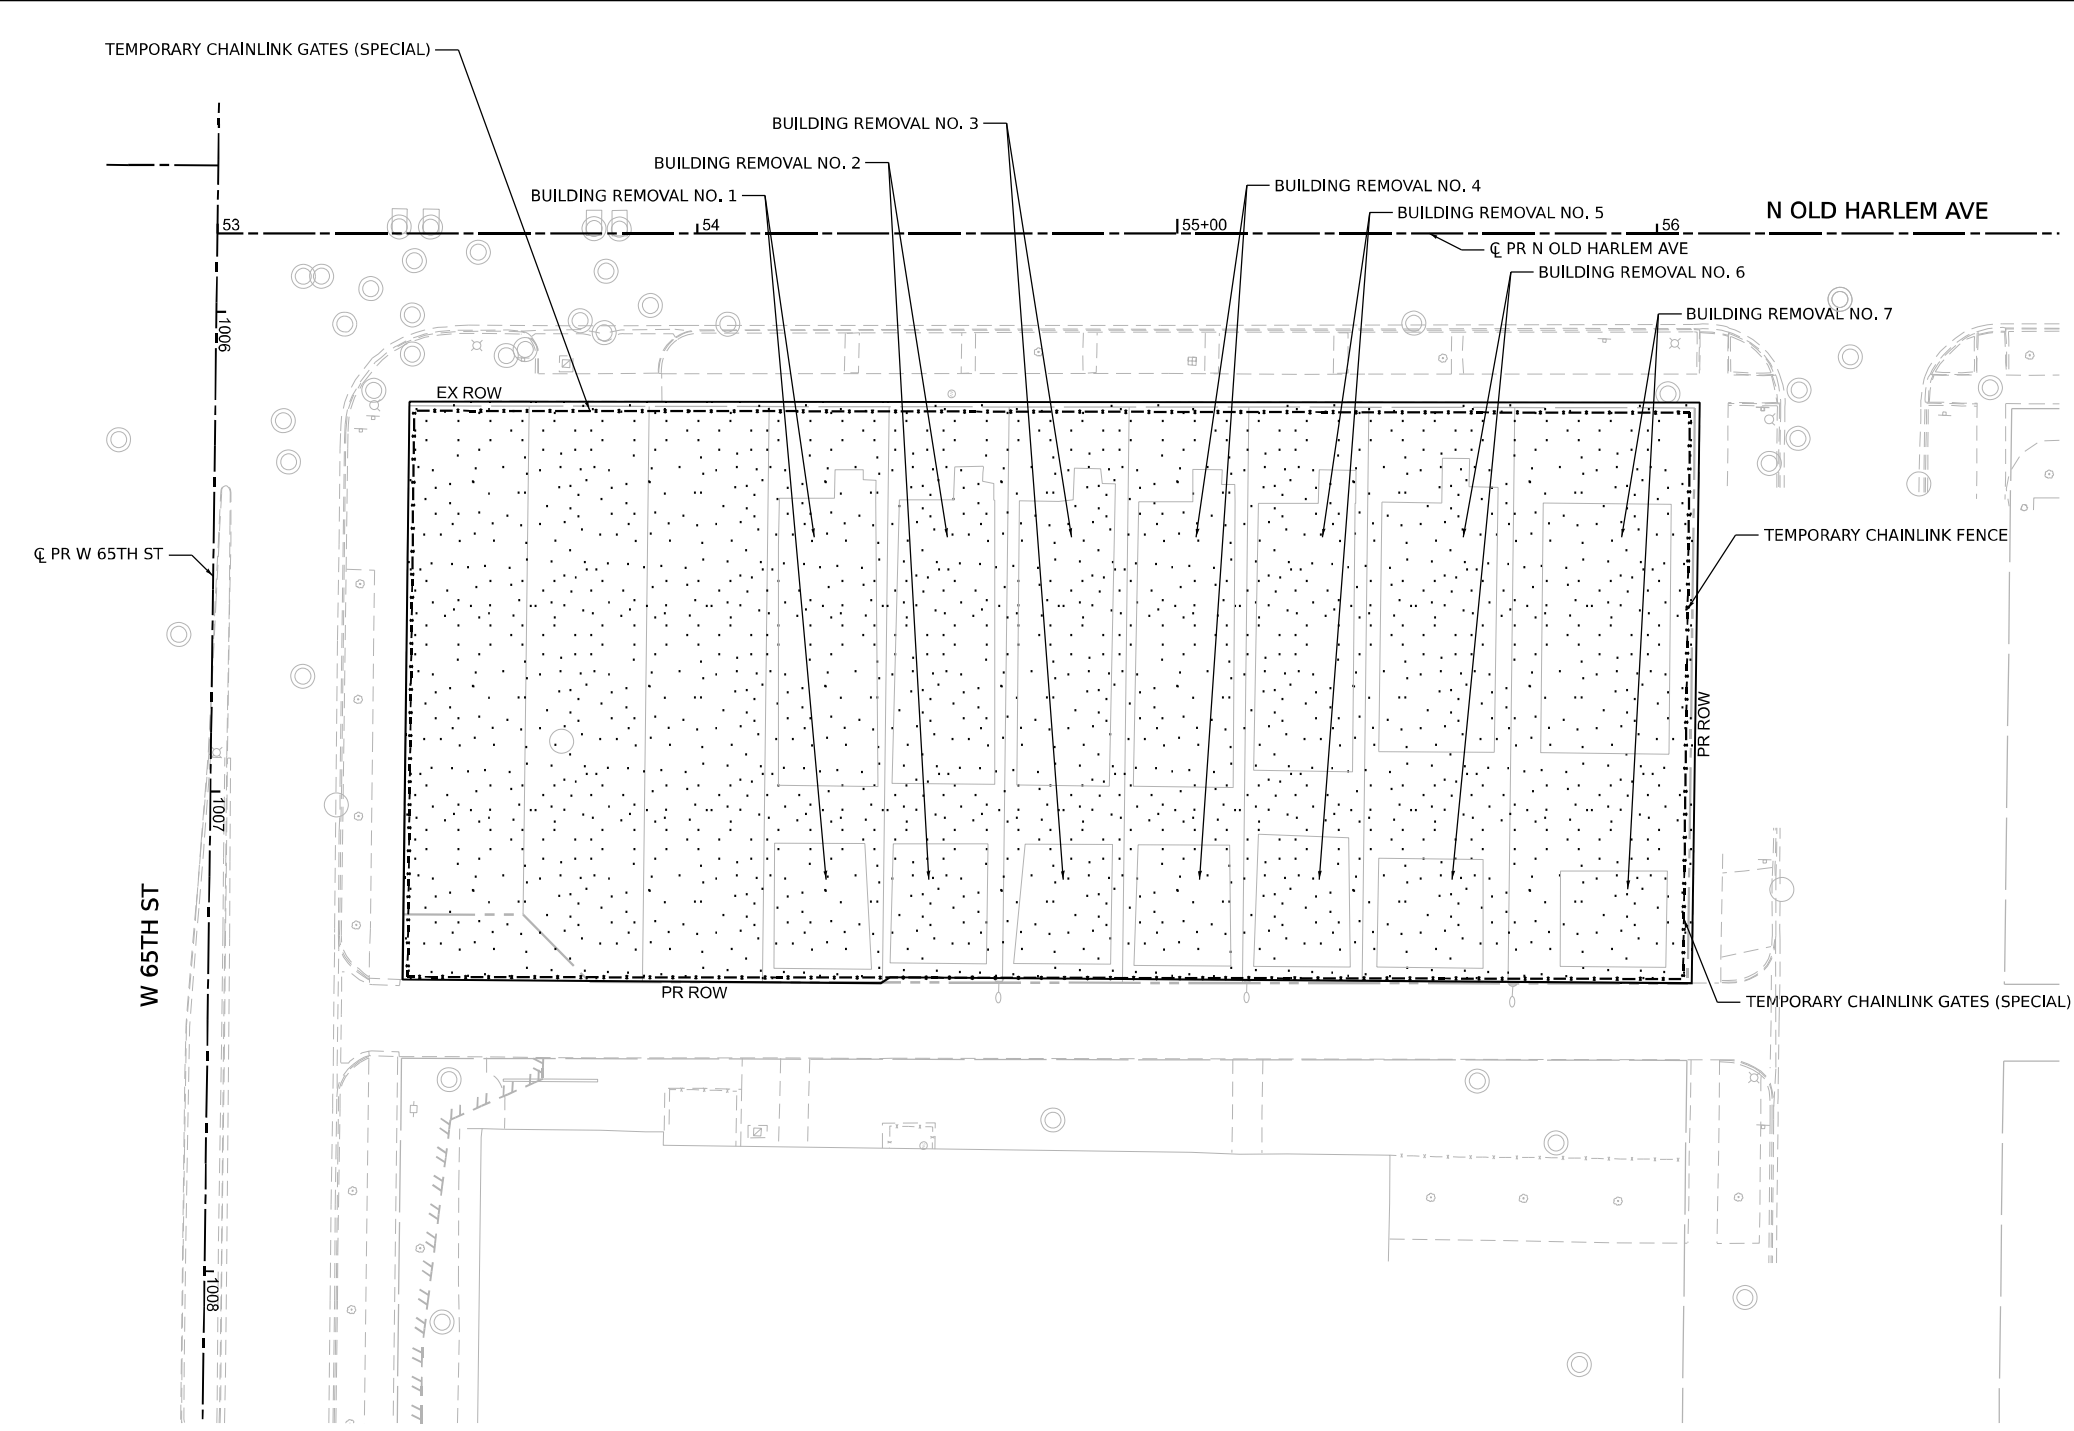 TEMPORARY CHAINLINK GATES (SPECIAL)
BUILDING REMOVAL NO. 3
BUILDING REMOVAL NO. 2
BUILDING REMOVAL NO. 1
BUILDING REMOVAL NO. 4
BUILDING REMOVAL NO. 5
N OLD HARLEM AVE
53
54
55+00
56
℄ PR N OLD HARLEM AVE
BUILDING REMOVAL NO. 6
BUILDING REMOVAL NO. 7
1006
EX ROW
TEMPORARY CHAINLINK FENCE
℄ PR W 65TH ST
PR ROW
1007
W 65TH ST
PR ROW
TEMPORARY CHAINLINK GATES (SPECIAL)
1008